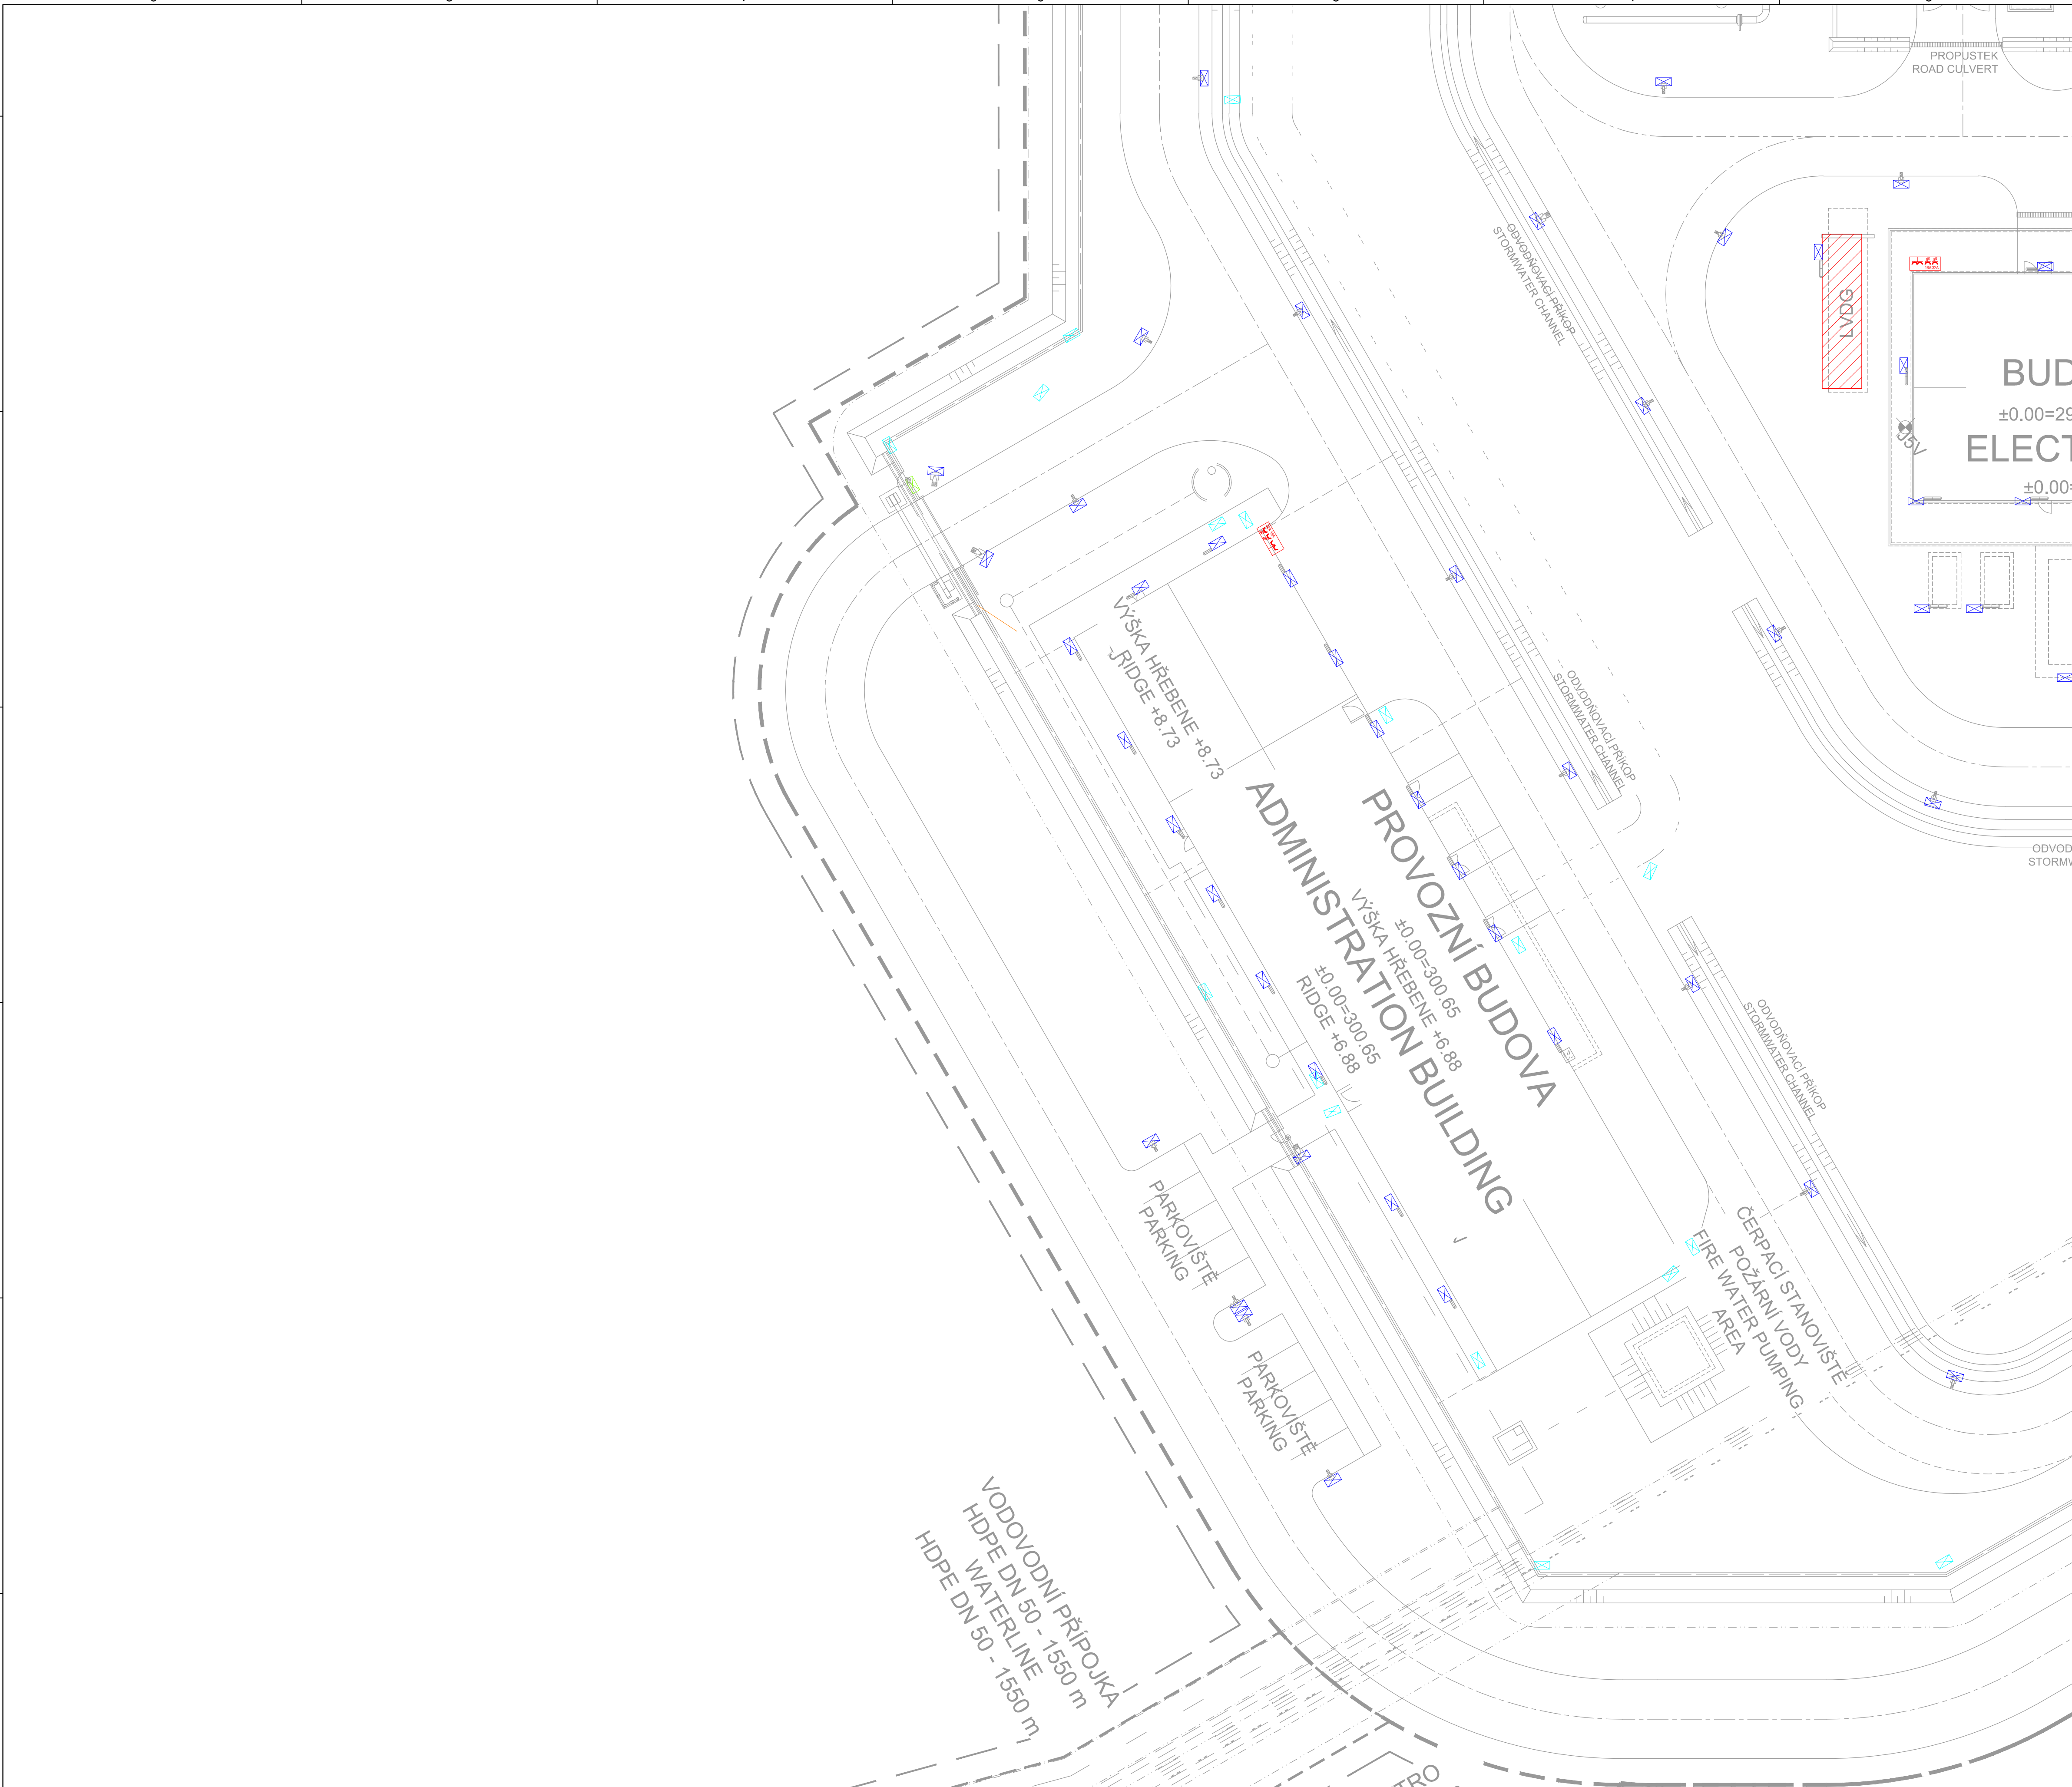 PROPUSTEK
ROAD CULVERT
ODVODŇOVACÍ PŘÍKOP
STORMWATER CHANNEL
LVDG
BUD
±0.00=29
ELECT
±0.00=
VÝŠKA HŘEBENE +8.73
RIDGE +8.73
ODVODŇOVACÍ PŘÍKOP
STORMWATER CHANNEL
PROVOZNÍ BUDOVA
±0.00=300.65
VÝŠKA HŘEBENE +6.88
ADMINISTRATION BUILDING
±0.00=300.65
RIDGE +6.88
ODVOD
STORMW
ODVODŇOVACÍ PŘÍKOP
STORMWATER CHANNEL
PARKOVIŠTĚ
PARKING
ČERPACÍ STANOVIŠTĚ
POŽÁRNÍ VODY
FIRE WATER PUMPING
AREA
PARKOVIŠTĚ
PARKING
VODOVODNÍ PŘÍPOJKA
HDPE DN 50 - 1550 m
WATERLINE
HDPE DN 50 - 1550 m
TRO